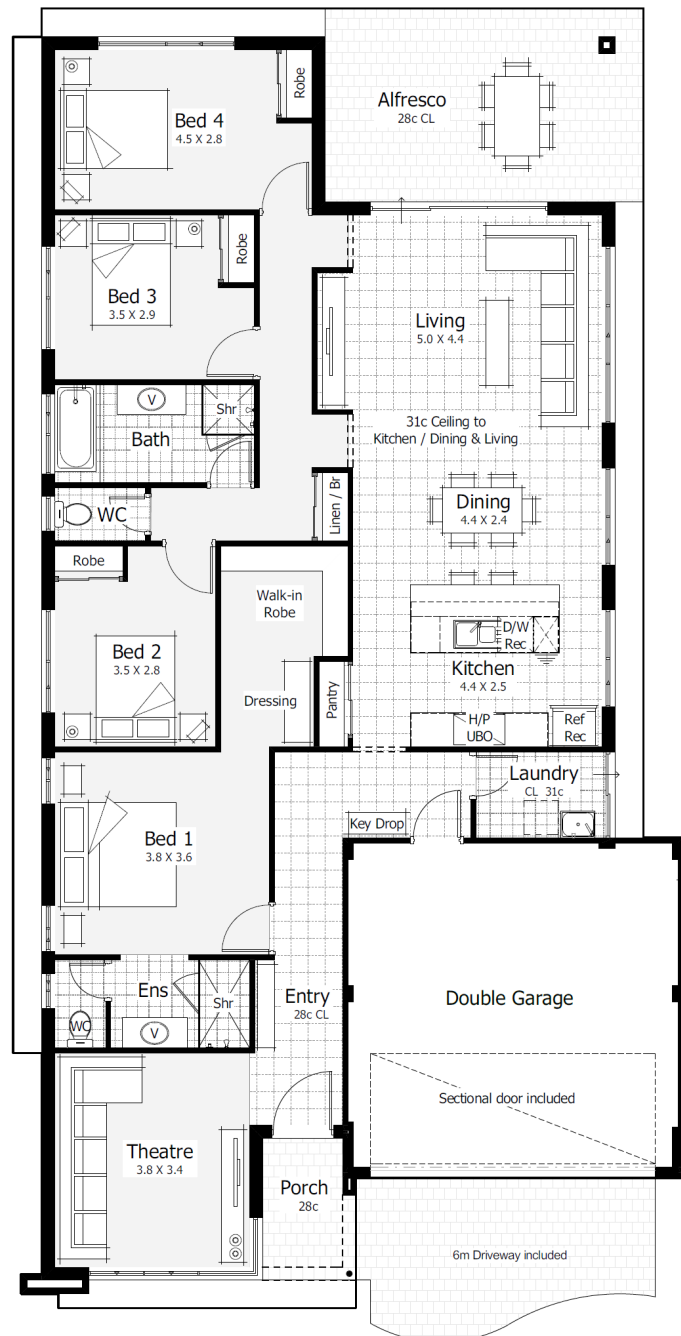 Robe
Bed 4
4.5 X 2.8
Alfresco
28c CL
Robe
Bed 3
3.5 X 2.9
Living
5.0 X 4.4
V
Shr
Bath
31c Ceiling to
Kitchen / Dining & Living
WC
Linen / Br
Dining
4.4 X 2.4
Robe
Walk-in
Robe
D/W
Rec
Bed 2
3.5 X 2.8
Kitchen
4.4 X 2.5
Dressing
Pantry
H/P
UBO
Ref
Rec
Laundry
CL 31c
Key Drop
Bed 1
3.8 X 3.6
Ens
Shr
WC
V
Entry
28c CL
Double Garage
Sectional door included
Theatre
3.8 X 3.4
Porch
28c
6m Driveway included